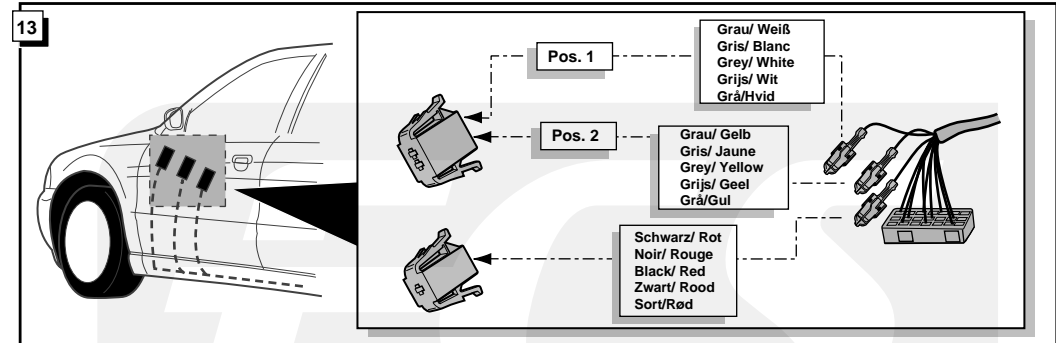 13
Pos. 1
Grau/ Weiß
Gris/ Blanc
Grey/ White
Grijs/ Wit
Grå/Hvid
Pos. 2
Grau/ Gelb
Gris/ Jaune
Grey/ Yellow
Grijs/ Geel
Grå/Gul
Schwarz/ Rot
Noir/ Rouge
Black/ Red
Zwart/ Rood
Sort/Rød